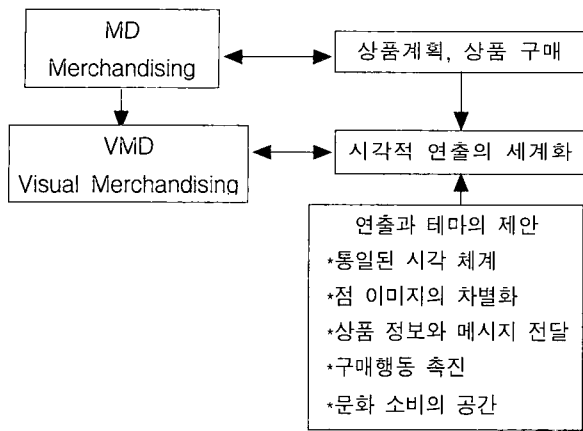 MD
Merchandising
상품계획, 상품 구매
VMD
Visual Merchandising
시각적 연출의 세계화
연출과 테마의 제안
*통일된 시각 체계
*점 이미지의 차별화
*상품 정보와 메시지 전달
*구매행동 촉진
*문화 소비의 공간